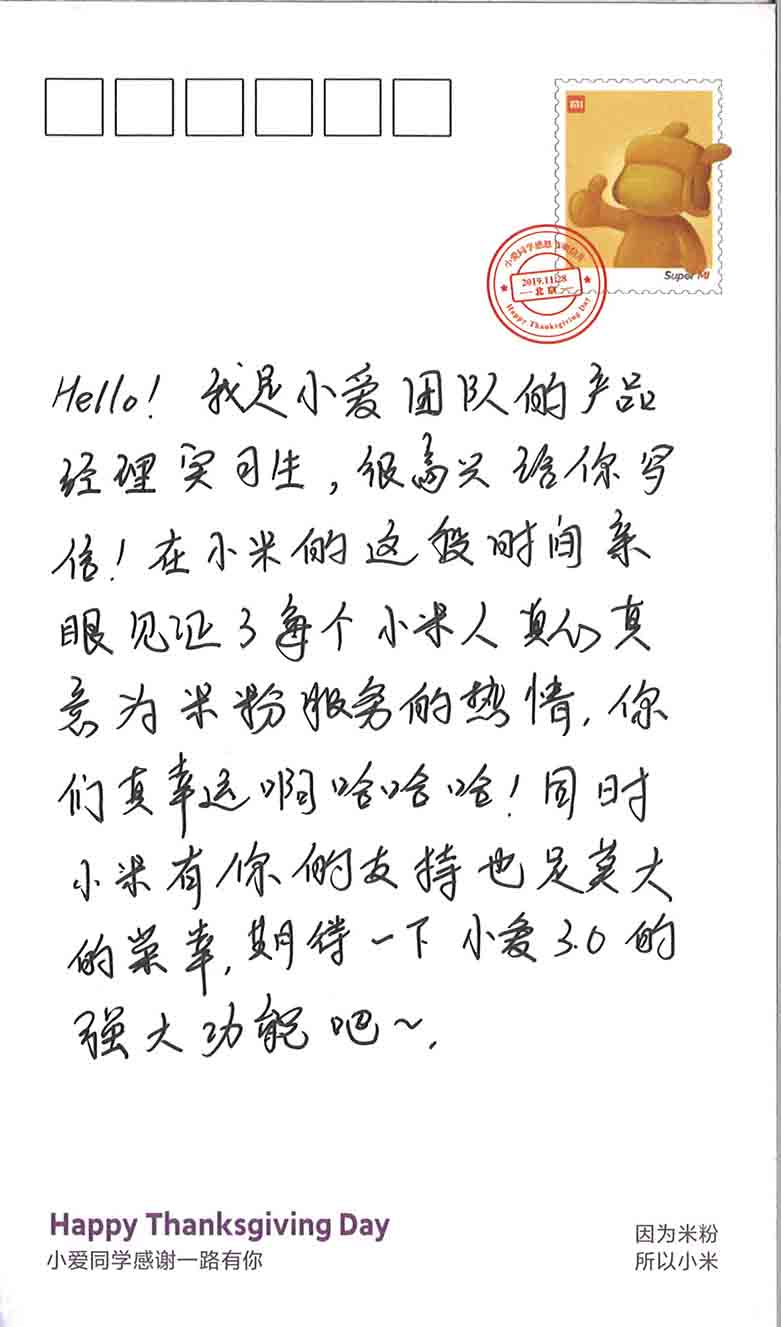 MI
Super MI
小爱同学感恩节明信片
2019.11.28
北京
Happy Thanksgiving Day
Hello! 我是小爱团队的产品
经理实习生，很高兴给你写
信！在小米的这段时间亲
眼见证了每个小米人真心真
意为米粉服务的热情，你
们真幸运啊哈哈哈！同时
小米有你的支持也是莫大
的荣幸，期待一下小爱3.0的
强大功能吧～.
Happy Thanksgiving Day
小爱同学感谢一路有你
因为米粉
所以小米